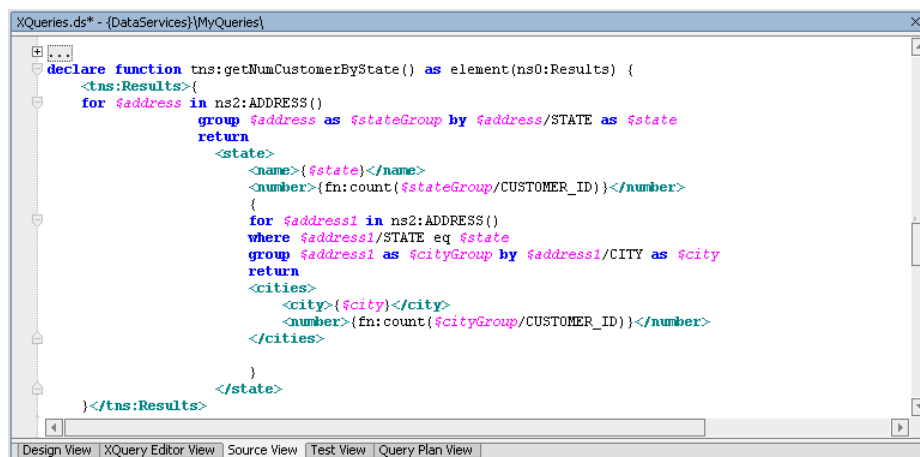 XQueries.ds* - {DataServices}\MyQueries\
...
declare function tns:getNumCustomerByState() as element(ns0:Results) {
<tns:Results>{
for $address in ns2:ADDRESS()
group $address as $stateGroup by $address/STATE as $state
return
<state>
<name>{$state}</name>
<number>{fn:count($stateGroup/CUSTOMER_ID)}</number>
{
for $address1 in ns2:ADDRESS()
where $address1/STATE eq $state
group $address1 as $cityGroup by $address1/CITY as $city
return
<cities>
<city>{$city}</city>
<number>{fn:count($cityGroup/CUSTOMER_ID)}</number>
</cities>
}
</state>
}</tns:Results>
Design View XQuery Editor View Source View Test View Query Plan View